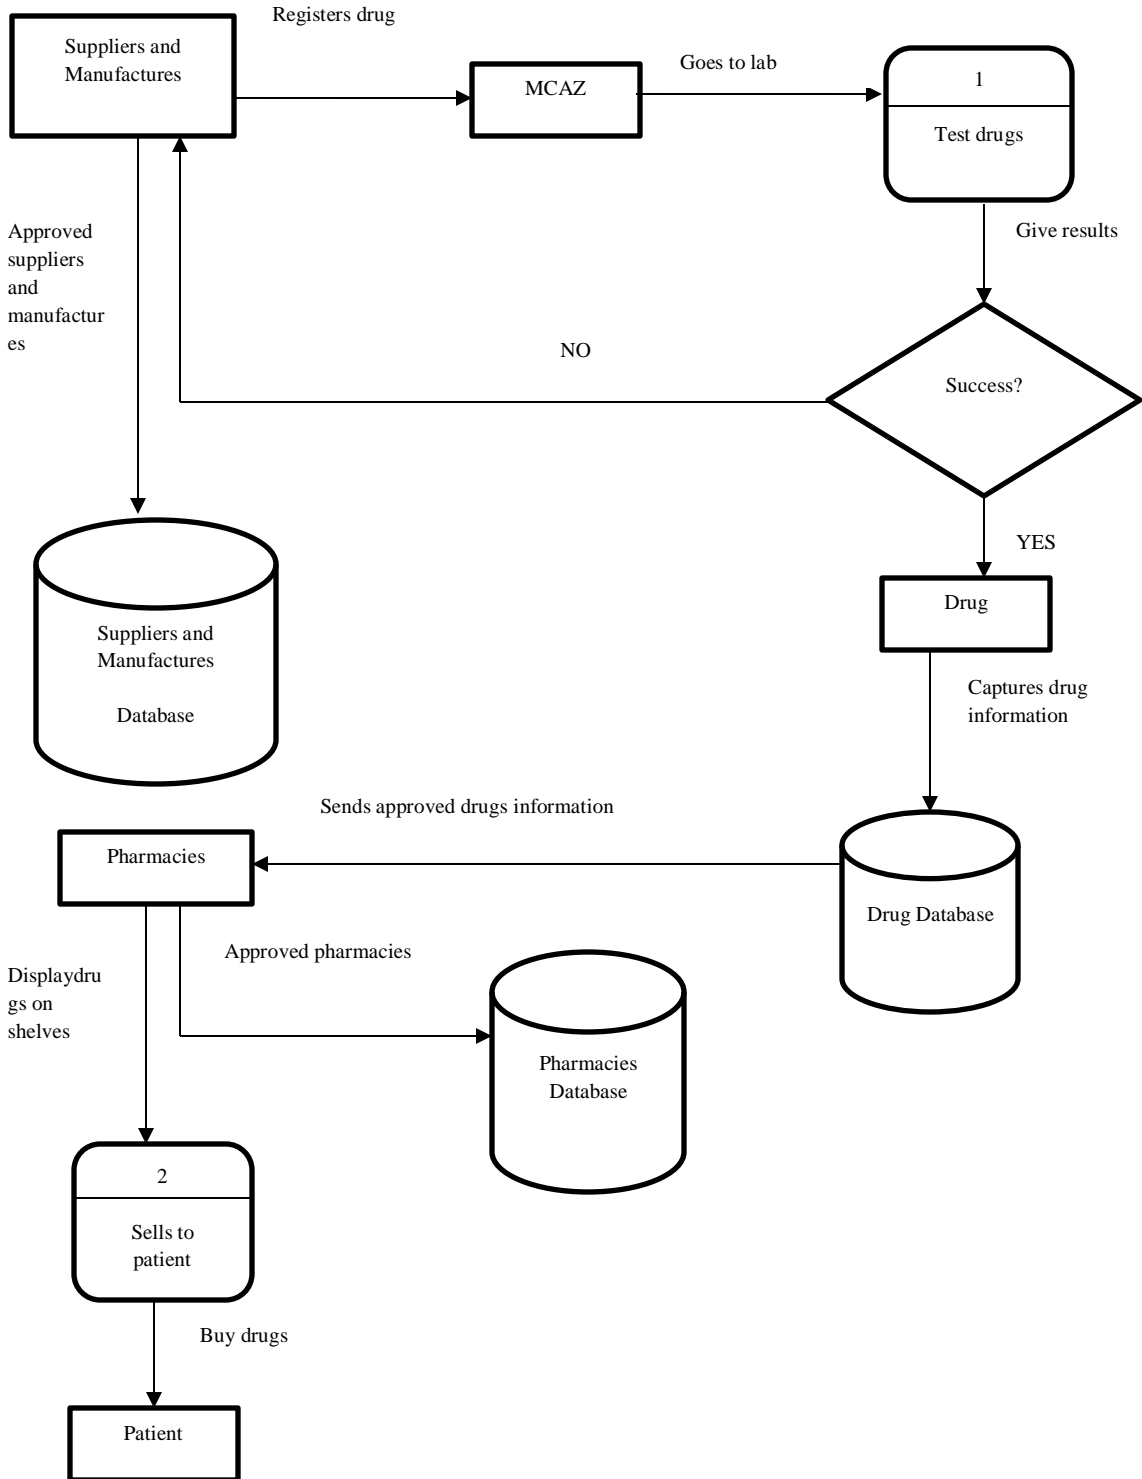 Registers drug
Suppliers and
Manufactures
MCAZ
Goes to lab
1
Test drugs
Give results
Approved
suppliers
and
manufactur
es
NO
Success?
YES
Drug
Captures drug
information
Suppliers and
Manufactures
Database
Sends approved drugs information
Pharmacies
Drug Database
Approved pharmacies
Displaydru
gs on
shelves
Pharmacies
Database
2
Sells to
patient
Buy drugs
Patient